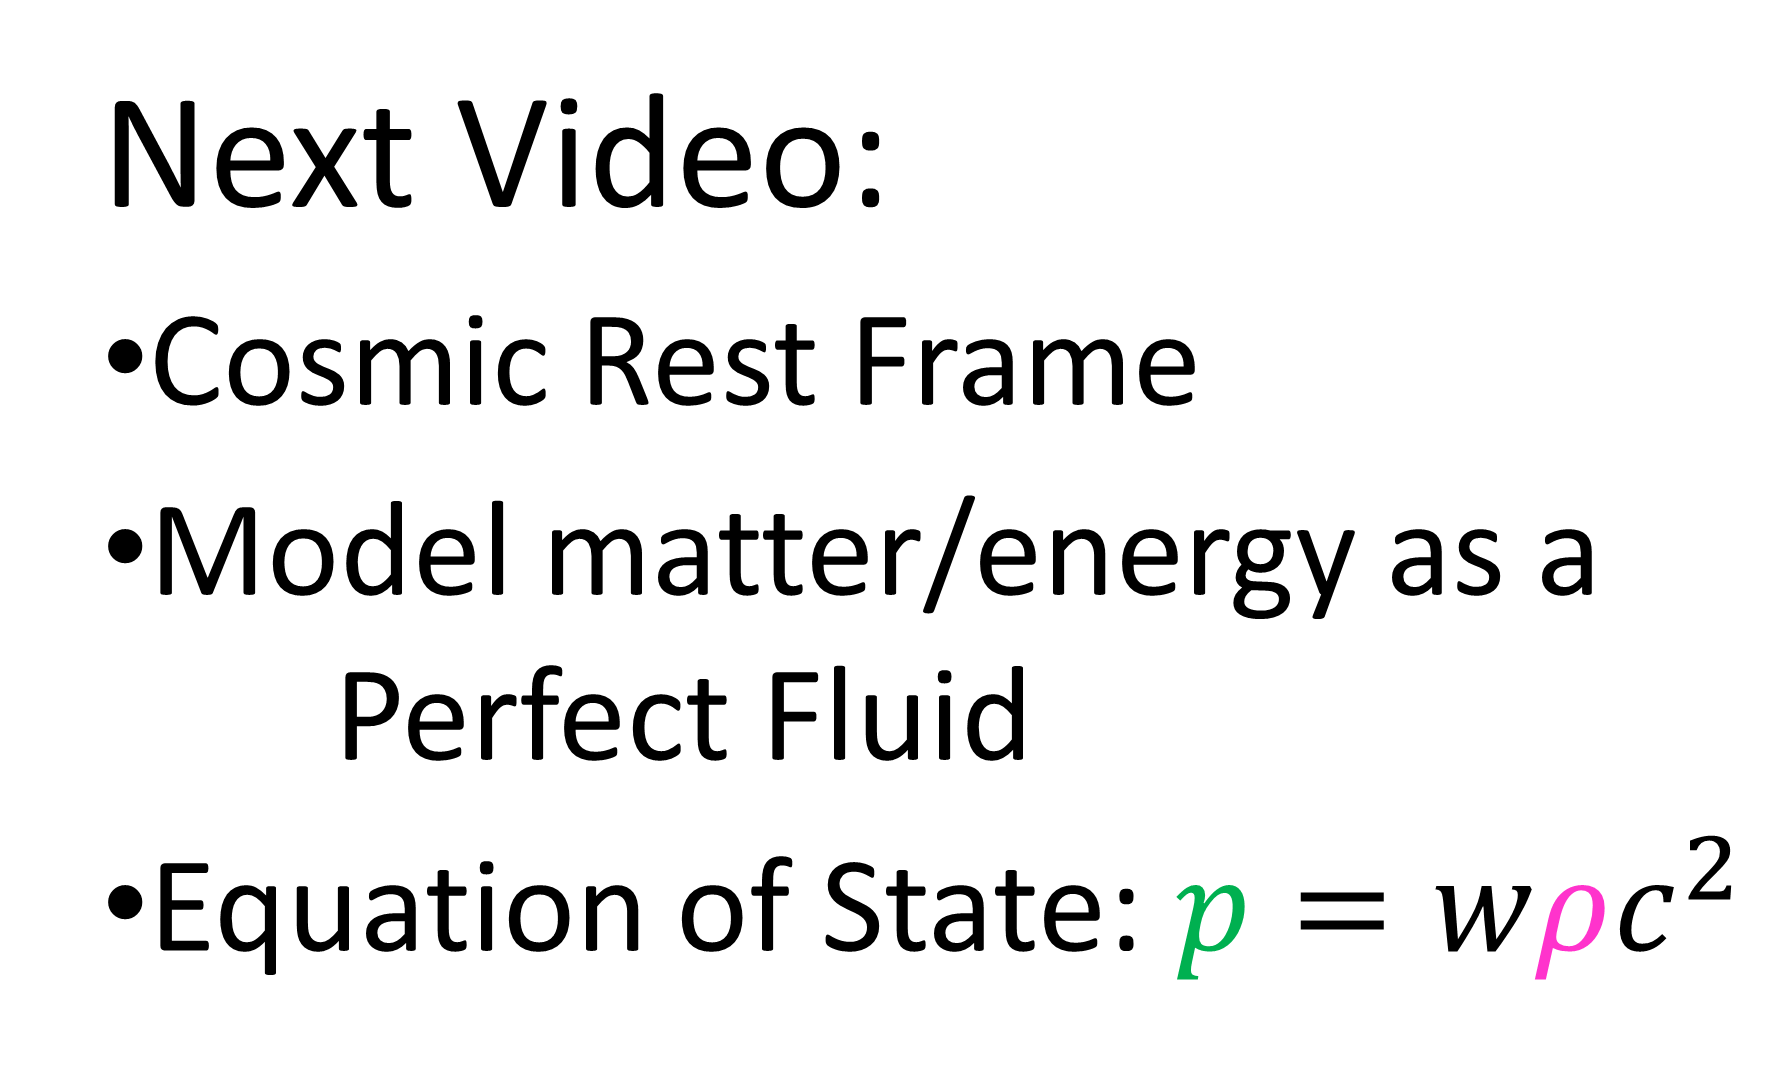 Next Video:
•Cosmic Rest Frame
•Model matter/energy as a
Perfect Fluid
•Equation of State: p = wρc²